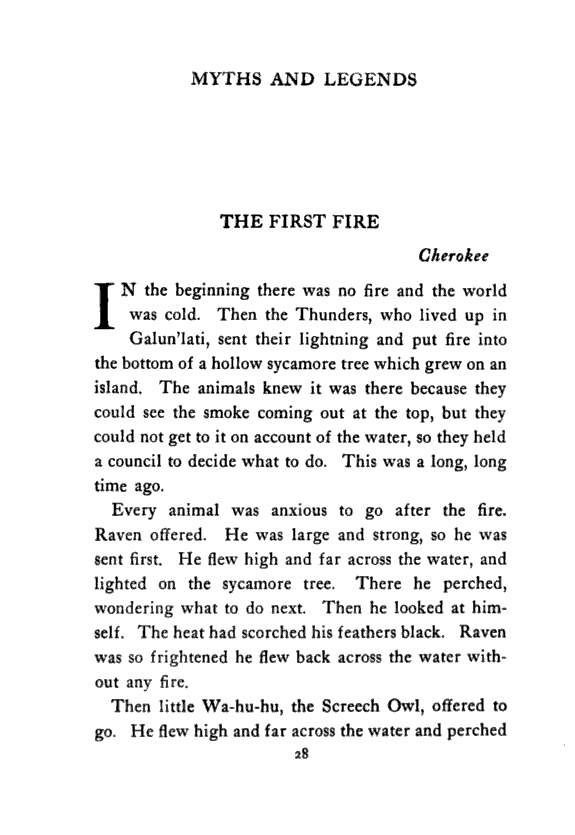 MYTHS AND LEGENDS
THE FIRST FIRE
Cherokee
IN the beginning there was no fire and the world
was cold. Then the Thunders, who lived up in
Galun'lati, sent their lightning and put fire into
the bottom of a hollow sycamore tree which grew on an
island. The animals knew it was there because they
could see the smoke coming out at the top, but they
could not get to it on account of the water, so they held
a council to decide what to do. This was a long, long
time ago.
Every animal was anxious to go after the fire.
Raven offered. He was large and strong, so he was
sent first. He flew high and far across the water, and
lighted on the sycamore tree. There he perched,
wondering what to do next. Then he looked at him-
self. The heat had scorched his feathers black. Raven
was so frightened he flew back across the water with-
out any fire.
Then little Wa-hu-hu, the Screech Owl, offered to
go. He flew high and far across the water and perched
28